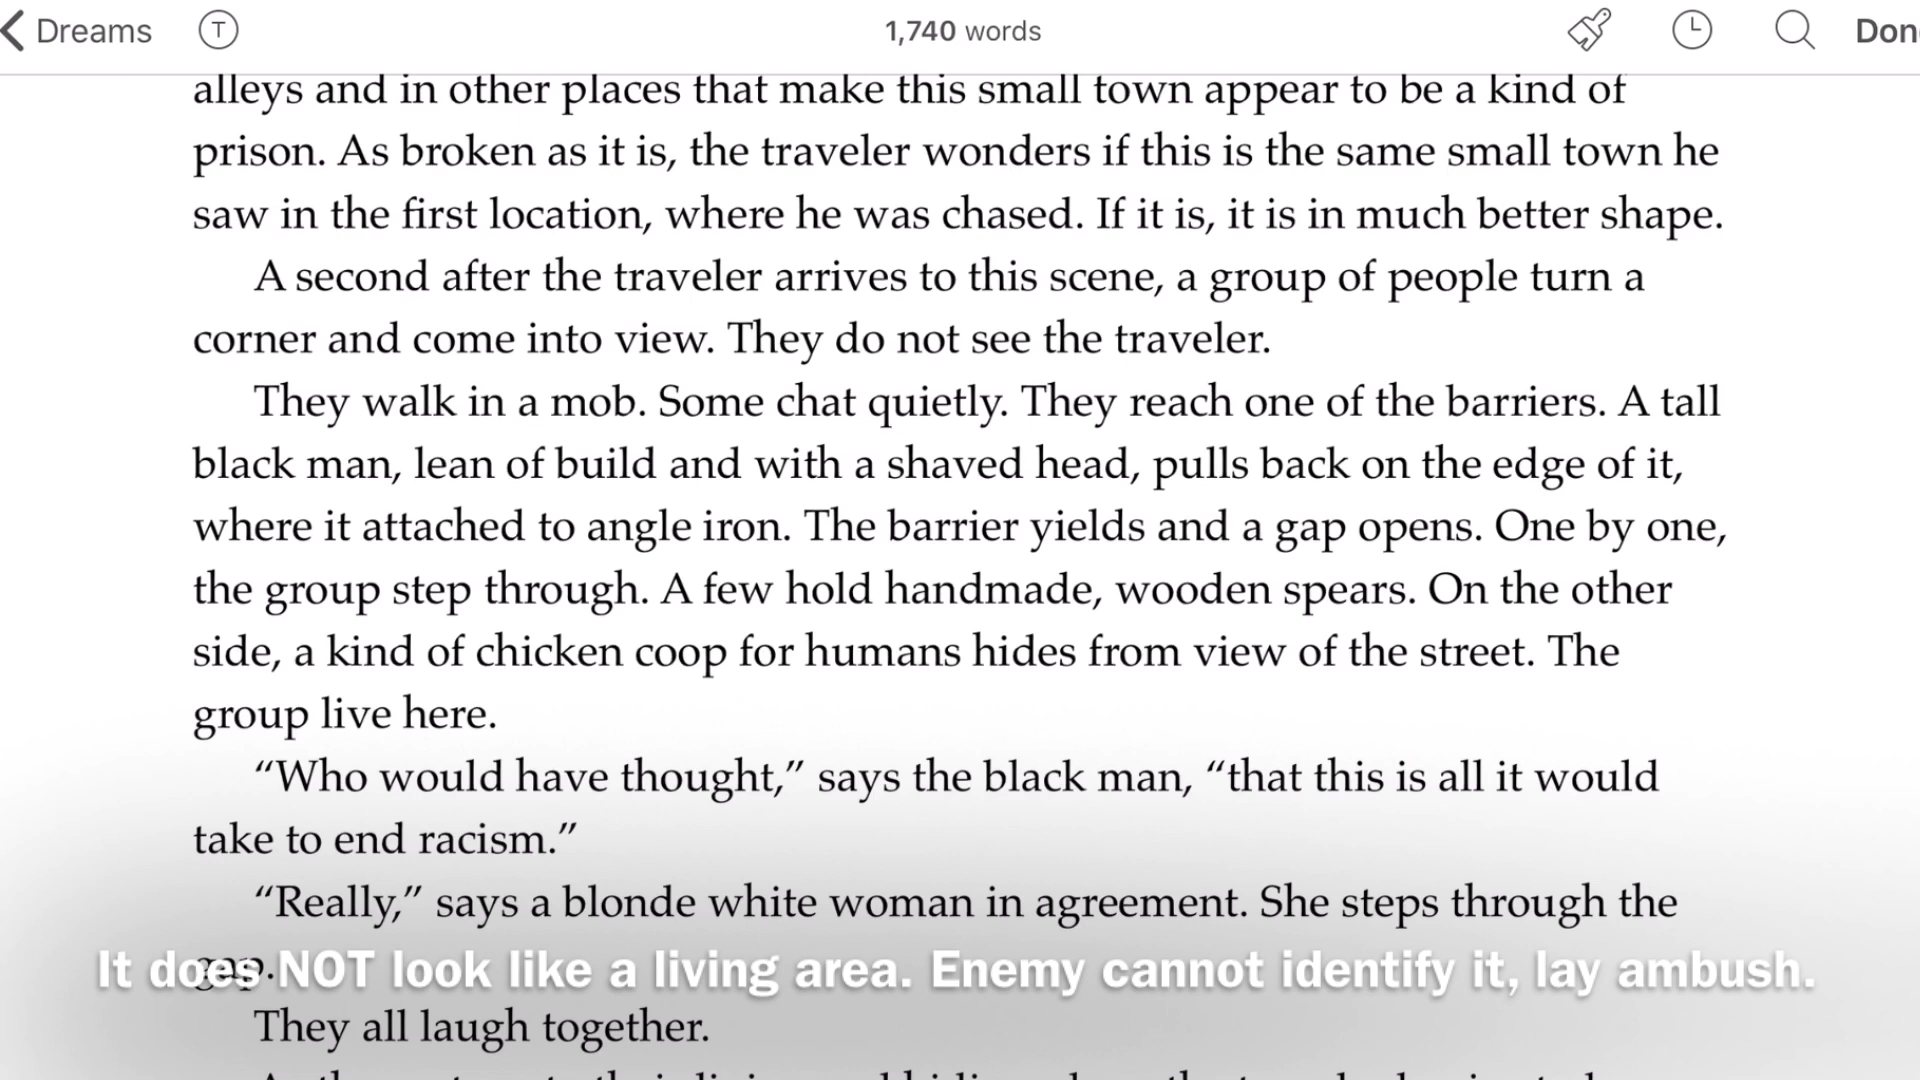 Dreams
T
1,740 words
Don
alleys and in other places that make this small town appear to be a kind of
prison. As broken as it is, the traveler wonders if this is the same small town he
saw in the first location, where he was chased. If it is, it is in much better shape.
A second after the traveler arrives to this scene, a group of people turn a
corner and come into view. They do not see the traveler.
They walk in a mob. Some chat quietly. They reach one of the barriers. A tall
black man, lean of build and with a shaved head, pulls back on the edge of it,
where it attached to angle iron. The barrier yields and a gap opens. One by one,
the group step through. A few hold handmade, wooden spears. On the other
side, a kind of chicken coop for humans hides from view of the street. The
group live here.
“Who would have thought,” says the black man, “that this is all it would
take to end racism.”
“Really,” says a blonde white woman in agreement. She steps through the
gap.
It does NOT look like a living area. Enemy cannot identify it, lay ambush.
They all laugh together.